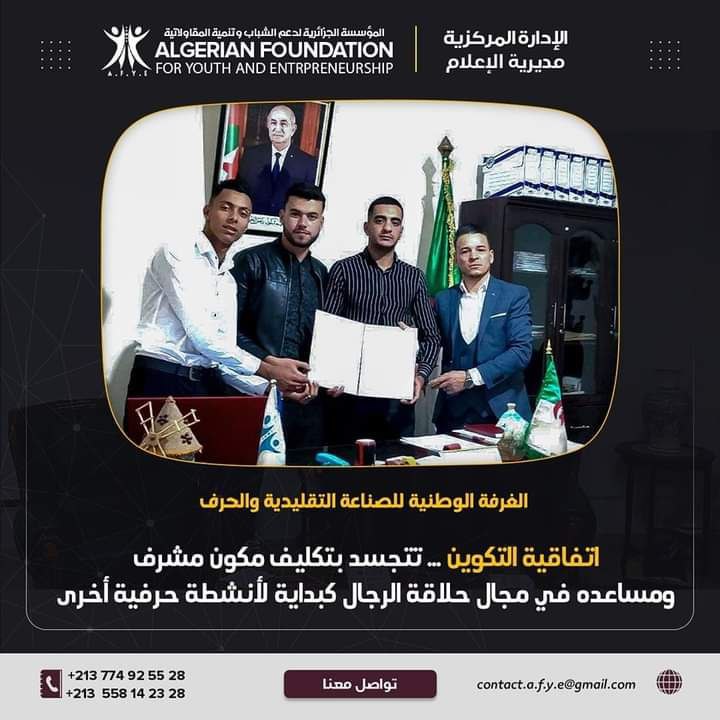 المؤسسة الجزائرية لدعم الشباب وتنمية المقاولاتية
ALGERIAN FOUNDATION
FOR YOUTH AND ENTRPRENEURSHIP
A.F.Y.E
الإدارة المركزية
مديرية الإعلام
الغرفة الوطنية للصناعة التقليدية والحرف
اتفاقية التكوين ... تتجسد بتكليف مكون مشرف
ومساعده في مجال حلاقة الرجال كبداية لأنشطة حرفية أخرى
+213 774 92 55 28
+213 558 14 23 28
تواصل معنا
contact.a.f.y.e@gmail.com